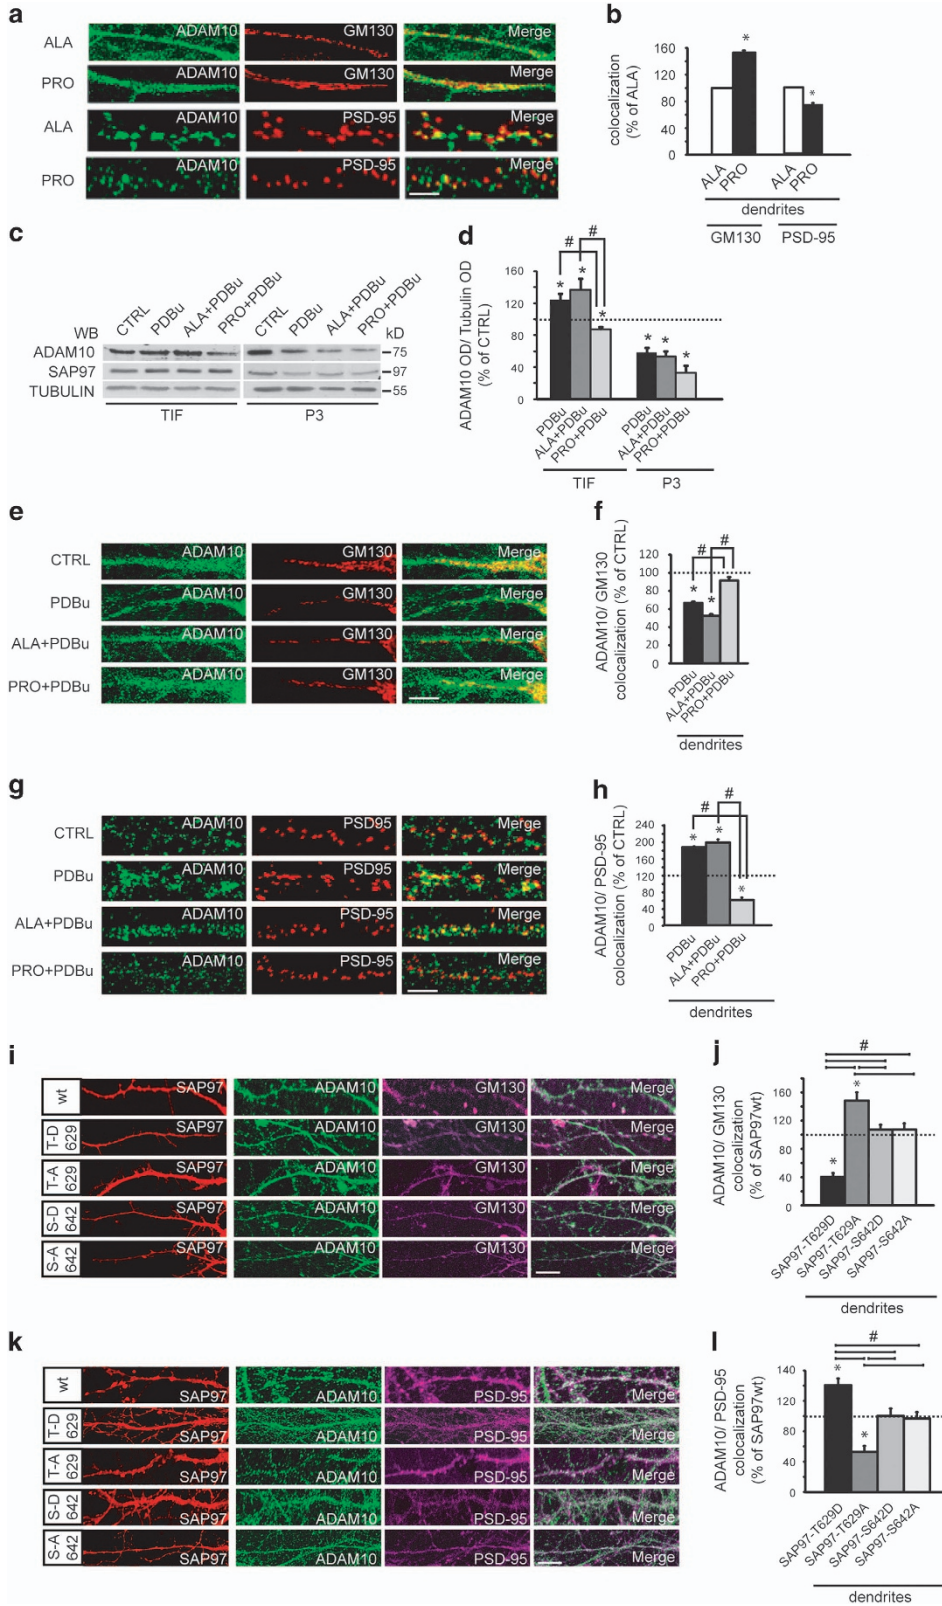 a
ALA ADAM10 GM130 Merge
PRO ADAM10 GM130 Merge
ALA ADAM10 PSD-95 Merge
PRO ADAM10 PSD-95 Merge
b
colocalization
(% of ALA)
160
120
80
40
0
*
*
ALA PRO ALA PRO
dendrites
GM130 PSD-95
c
WB CTRL PDBu ALA+PDBu PRO+PDBu CTRL PDBu ALA+PDBu PRO+PDBu kD
ADAM10 75
SAP97 97
TUBULIN 55
TIF P3
d
ADAM10 OD/ Tubulin OD
(% of CTRL)
160
120
80
40
0
# #
* * * * * *
PDBu ALA+PDBu PRO+PDBu PDBu ALA+PDBu PRO+PDBu
TIF P3
e
CTRL ADAM10 GM130 Merge
PDBu ADAM10 GM130 Merge
ALA+PDBu ADAM10 GM130 Merge
PRO+PDBu ADAM10 GM130 Merge
f
ADAM10/ GM130
colocalization (% of CTRL)
120
100
80
60
40
20
0
# #
* *
PDBu ALA+PDBu PRO+PDBu
dendrites
g
CTRL ADAM10 PSD95 Merge
PDBu ADAM10 PSD95 Merge
ALA+PDBu ADAM10 PSD-95 Merge
PRO+PDBu ADAM10 PSD-95 Merge
h
ADAM10/ PSD-95
colocalization (% of CTRL)
240
200
160
120
80
40
0
# #
* * *
PDBu ALA+PDBu PRO+PDBu
dendrites
i
wt SAP97 ADAM10 GM130 Merge
T-D 629 SAP97 ADAM10 GM130 Merge
T-A 629 SAP97 ADAM10 GM130 Merge
S-D 642 SAP97 ADAM10 GM130 Merge
S-A 642 SAP97 ADAM10 GM130 Merge
j
ADAM10/ GM130
colocalization
(% of SAP97wt)
160
120
80
40
0
#
* *
SAP97-T629D SAP97-T629A SAP97-S642D SAP97-S642A
dendrites
k
wt SAP97 ADAM10 PSD-95 Merge
T-D 629 SAP97 ADAM10 PSD-95 Merge
T-A 629 SAP97 ADAM10 PSD-95 Merge
S-D 642 SAP97 ADAM10 PSD-95 Merge
S-A 642 SAP97 ADAM10 PSD-95 Merge
l
ADAM10/ PSD-95
colocalization
(% of SAP97wt)
140
120
80
40
0
#
* *
SAP97-T629D SAP97-T629A SAP97-S642D SAP97-S642A
dendrites